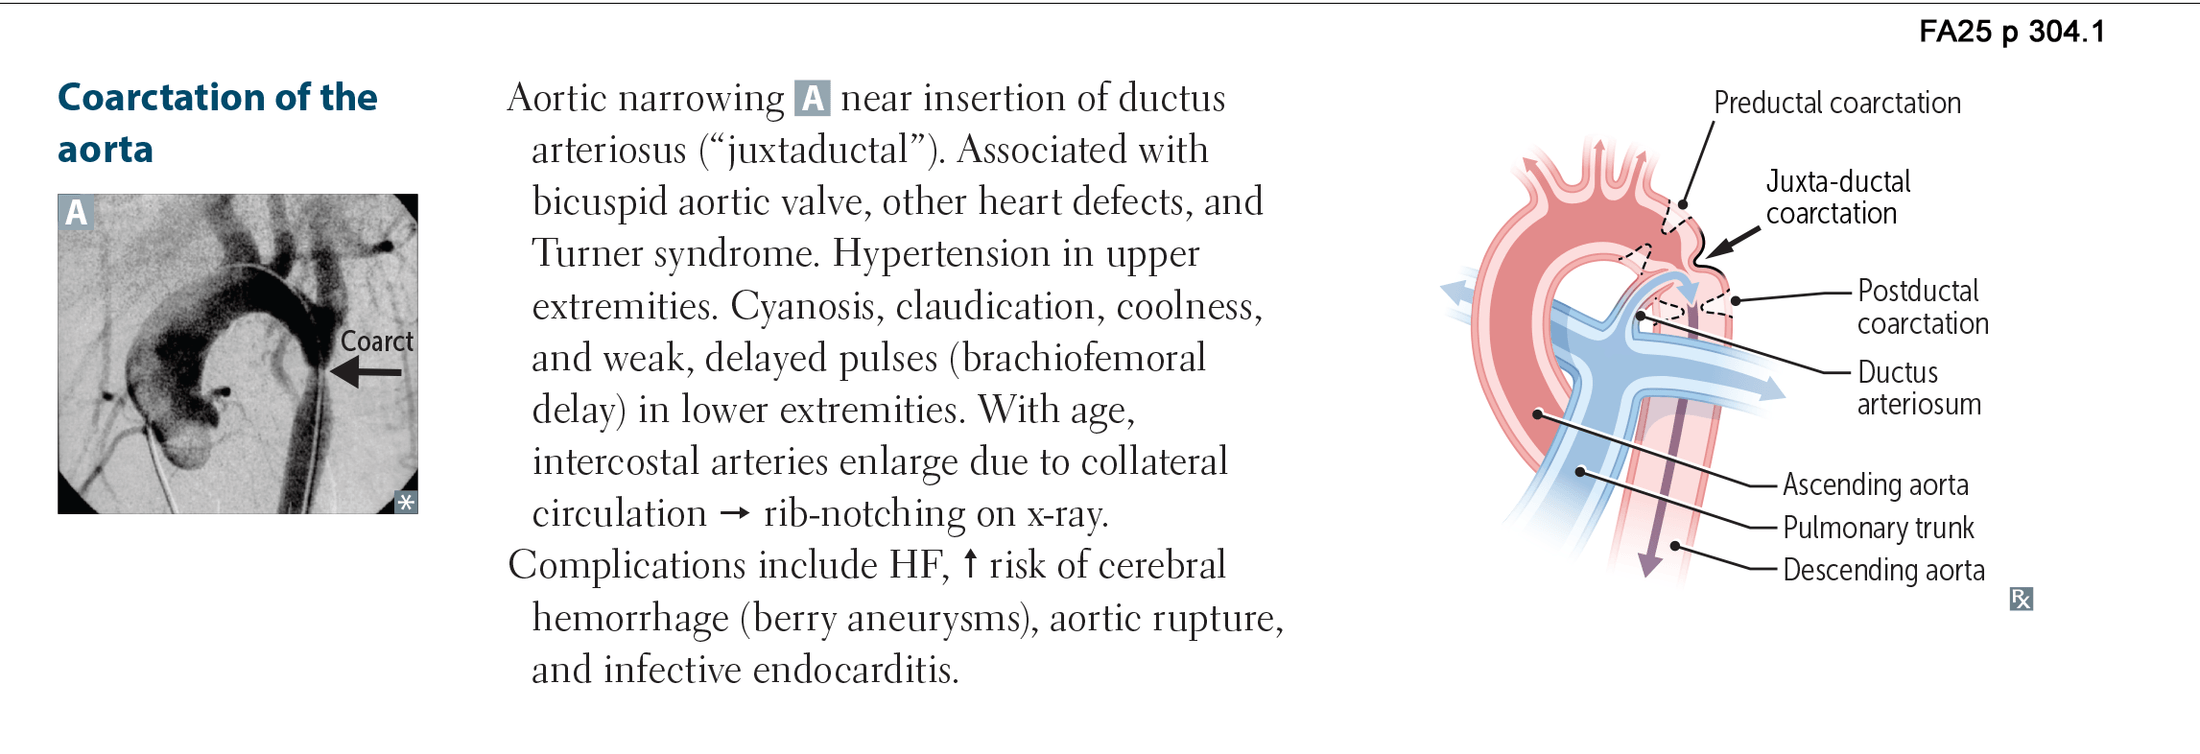 FA25 p 304.1
Coarctation of the
aorta
A
Coarct
*
Aortic narrowing A near insertion of ductus
arteriosus (“juxtaductal”). Associated with
bicuspid aortic valve, other heart defects, and
Turner syndrome. Hypertension in upper
extremities. Cyanosis, claudication, coolness,
and weak, delayed pulses (brachiofemoral
delay) in lower extremities. With age,
intercostal arteries enlarge due to collateral
circulation → rib-notching on x-ray.
Complications include HF, ↑ risk of cerebral
hemorrhage (berry aneurysms), aortic rupture,
and infective endocarditis.
Preductal coarctation
Juxta-ductal
coarctation
Postductal
coarctation
Ductus
arteriosum
Ascending aorta
Pulmonary trunk
Descending aorta
Rx